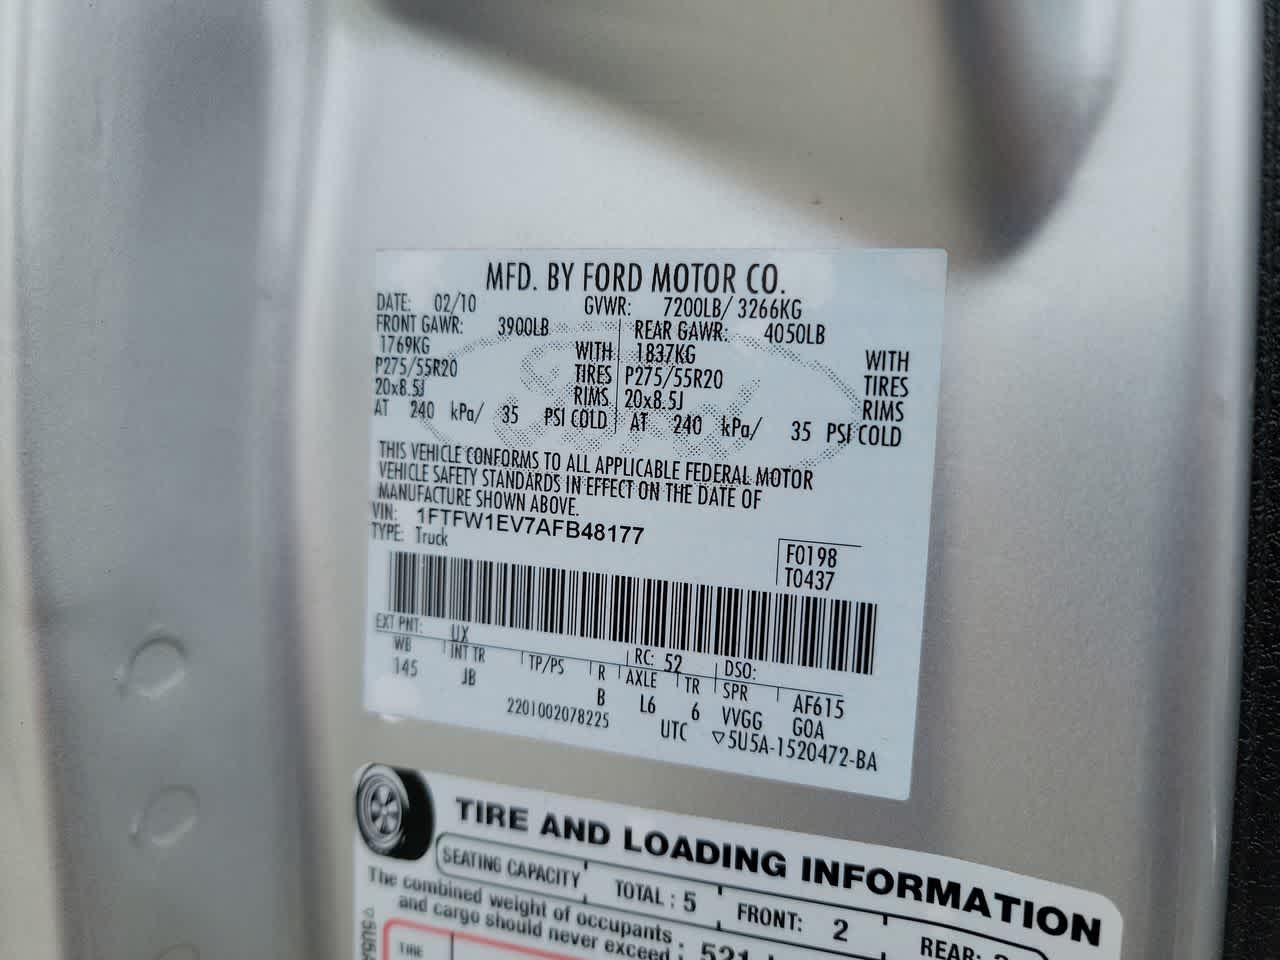 MFD. BY FORD MOTOR CO.
DATE: 02/10 GVWR: 7200LB/ 3266KG
FRONT GAWR: 3900LB REAR GAWR: 4050LB
1769KG WITH 1837KG WITH
P275/55R20 TIRES P275/55R20 TIRES
20x8.5J RIMS 20x8.5J RIMS
AT 240 kPa/ 35 PSI COLD AT 240 kPa/ 35 PSI COLD
THIS VEHICLE CONFORMS TO ALL APPLICABLE FEDERAL MOTOR
VEHICLE SAFETY STANDARDS IN EFFECT ON THE DATE OF
MANUFACTURE SHOWN ABOVE.
VIN: 1FTFW1EV7AFB48177
TYPE: Truck
F0198
T0437
EXT PNT: UX RC: 52 DSO:
WB INT TR TP/PS R AXLE TR SPR AF615
145 JB B L6 6 VVGG GOA
2201002078225 UTC ▽5U5A-1520472-BA
TIRE AND LOADING INFORMATION
SEATING CAPACITY TOTAL : 5 FRONT: 2 REAR:
The combined weight of occupants
and cargo should never exceed : 521
TIRE
▽5U5